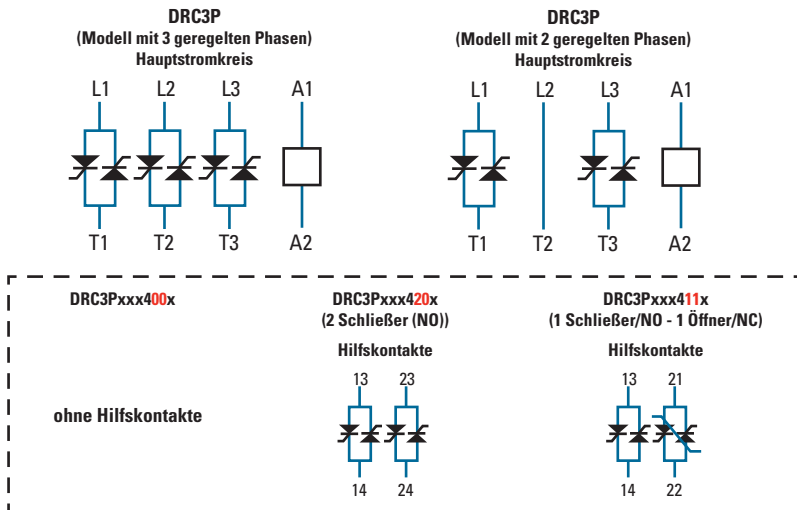 DRC3P
(Modell mit 3 geregelten Phasen)
Hauptstromkreis
L1 L2 L3 A1
T1 T2 T3 A2
DRC3P
(Modell mit 2 geregelten Phasen)
Hauptstromkreis
L1 L2 L3 A1
T1 T2 T3 A2
DRC3Pxxx400x
ohne Hilfskontakte
DRC3Pxxx420x
(2 Schließer (NO))
Hilfskontakte
13 23
14 24
DRC3Pxxx411x
(1 Schließer/NO - 1 Öffner/NC)
Hilfskontakte
13 21
14 22